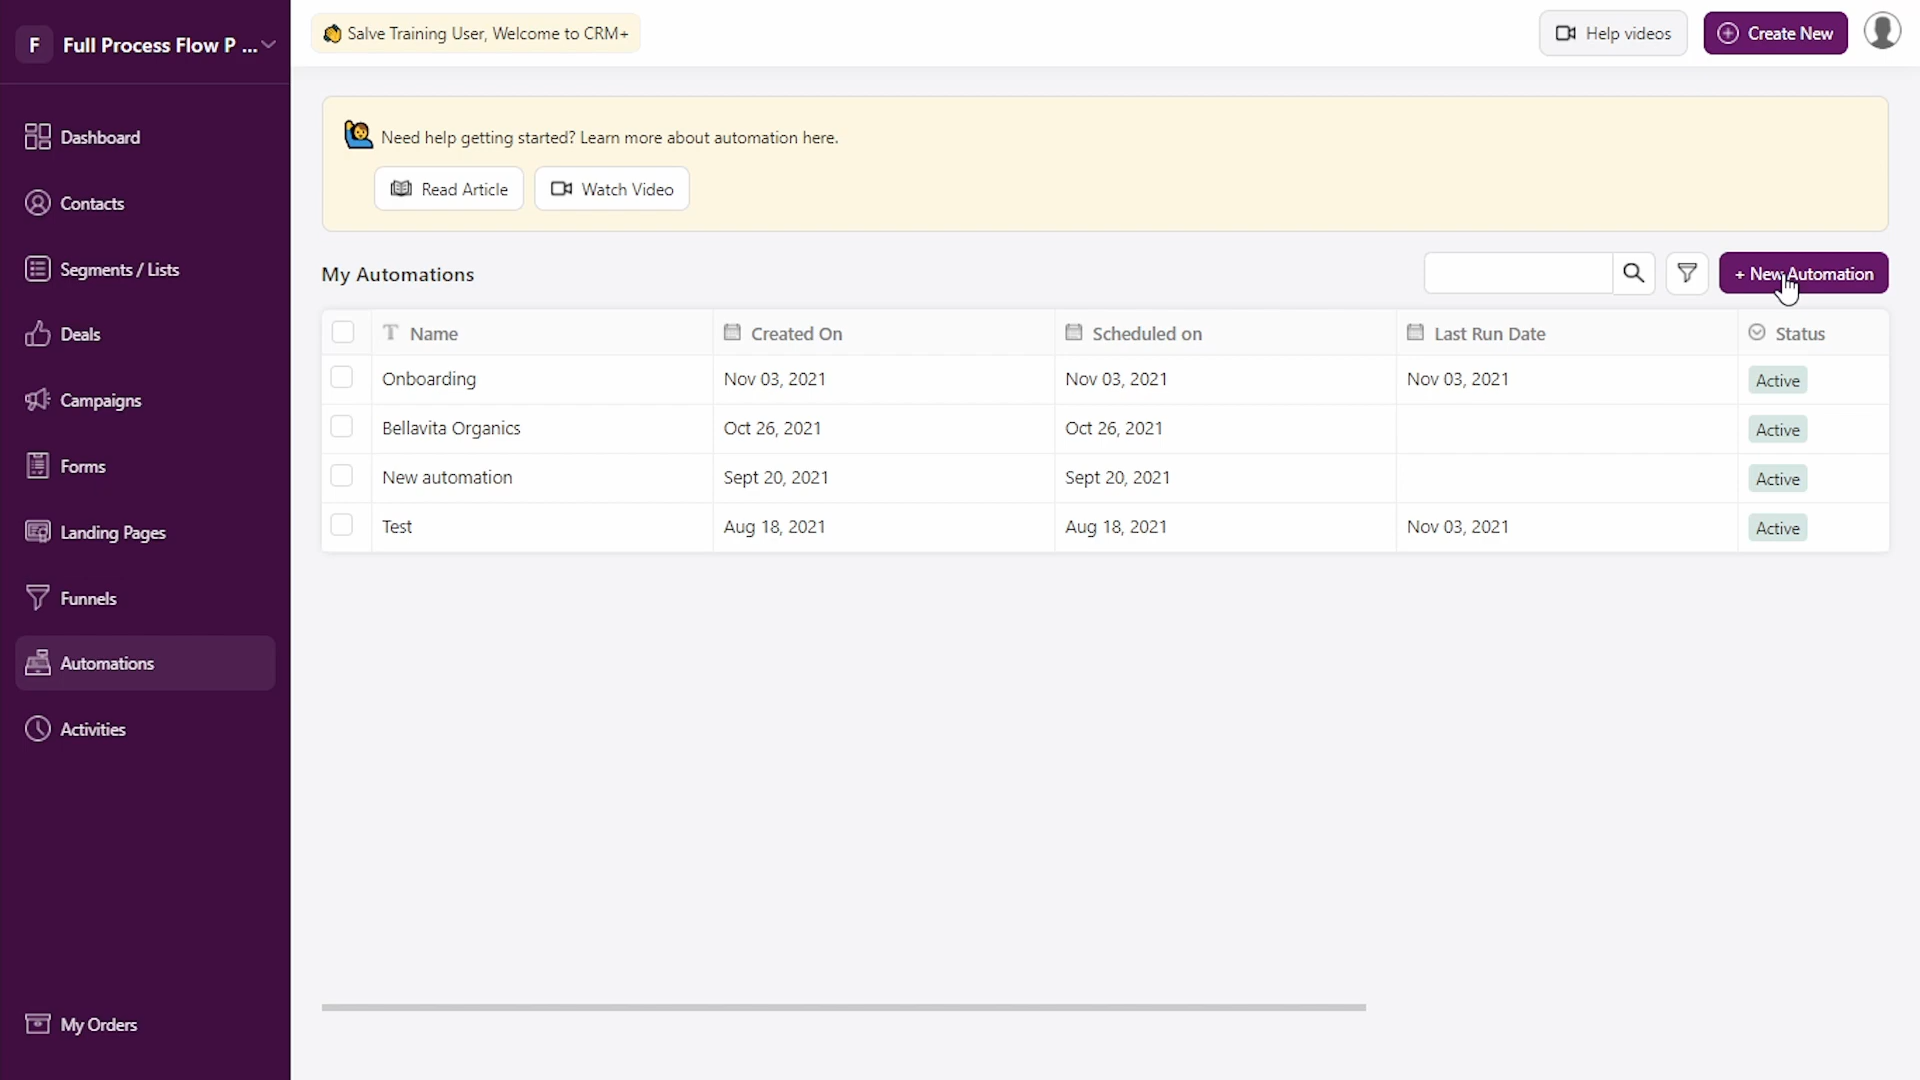 F Full Process Flow P ...
Salve Training User, Welcome to CRM+
Help videos
Create New
Dashboard
Contacts
Segments / Lists
Deals
Campaigns
Forms
Landing Pages
Funnels
Automations
Activities
My Orders
Need help getting started? Learn more about automation here.
Read Article Watch Video
My Automations
+ New Automation
Name Created On Scheduled on Last Run Date Status
Onboarding Nov 03, 2021 Nov 03, 2021 Nov 03, 2021 Active
Bellavita Organics Oct 26, 2021 Oct 26, 2021 Active
New automation Sept 20, 2021 Sept 20, 2021 Active
Test Aug 18, 2021 Aug 18, 2021 Nov 03, 2021 Active